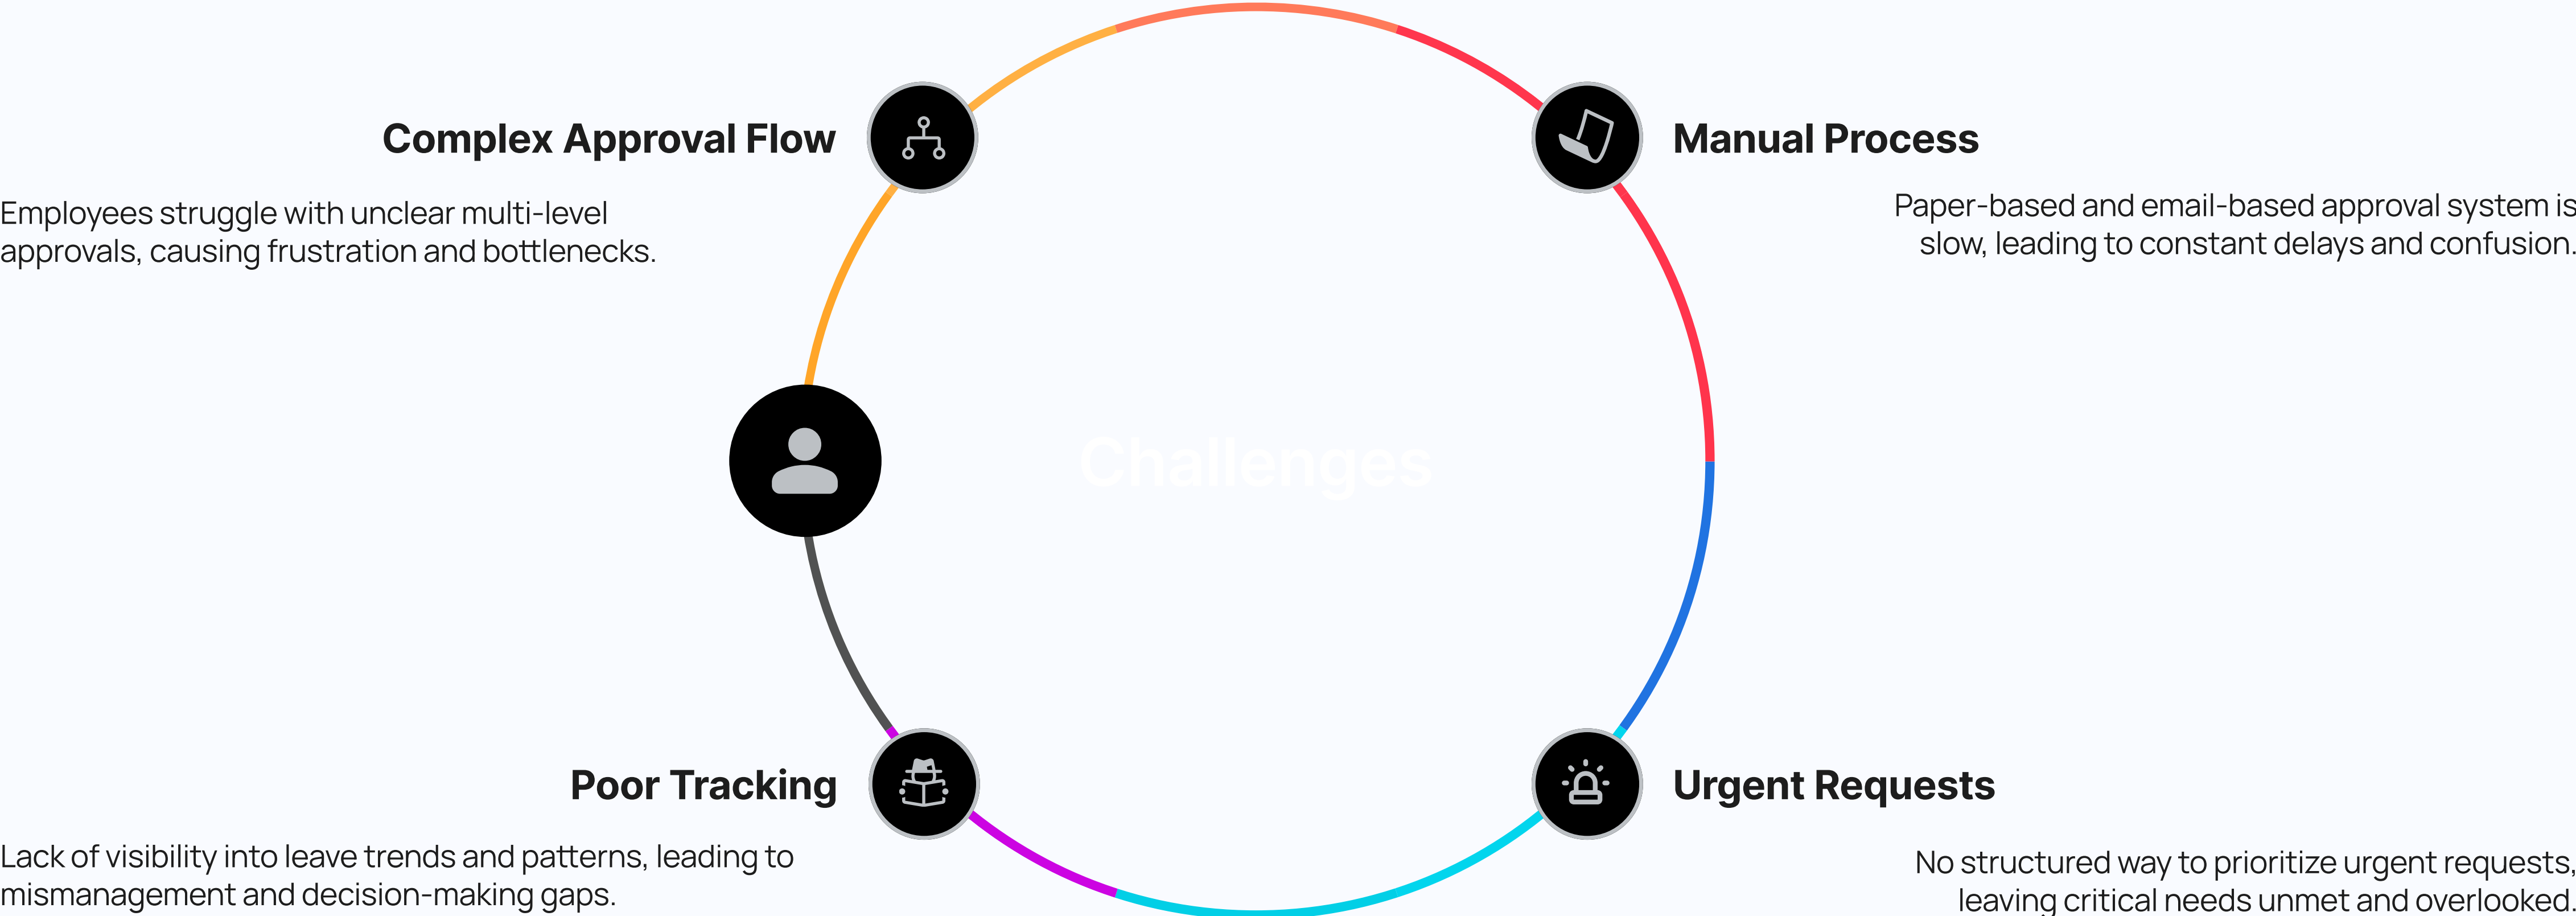 Complex Approval Flow
Employees struggle with unclear multi-level
approvals, causing frustration and bottlenecks.
Manual Process
Paper-based and email-based approval system is
slow, leading to constant delays and confusion.
Challenges
Poor Tracking
Lack of visibility into leave trends and patterns, leading to
mismanagement and decision-making gaps.
Urgent Requests
No structured way to prioritize urgent requests,
leaving critical needs unmet and overlooked.